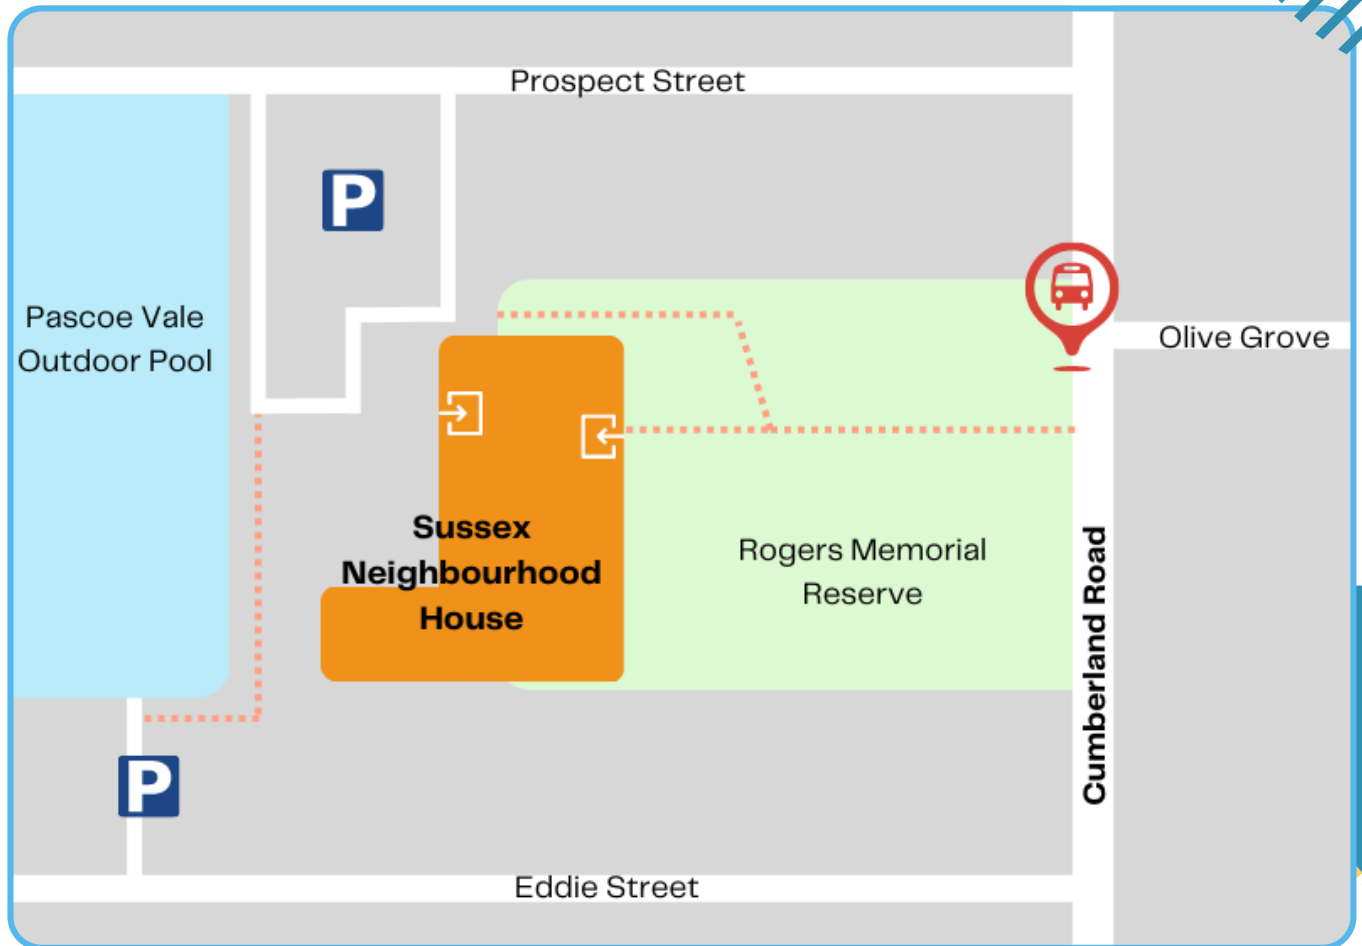 Prospect Street
P
Pascoe Vale
Outdoor Pool
Olive Grove
Sussex
Neighbourhood
House
Rogers Memorial
Reserve
Cumberland Road
P
Eddie Street